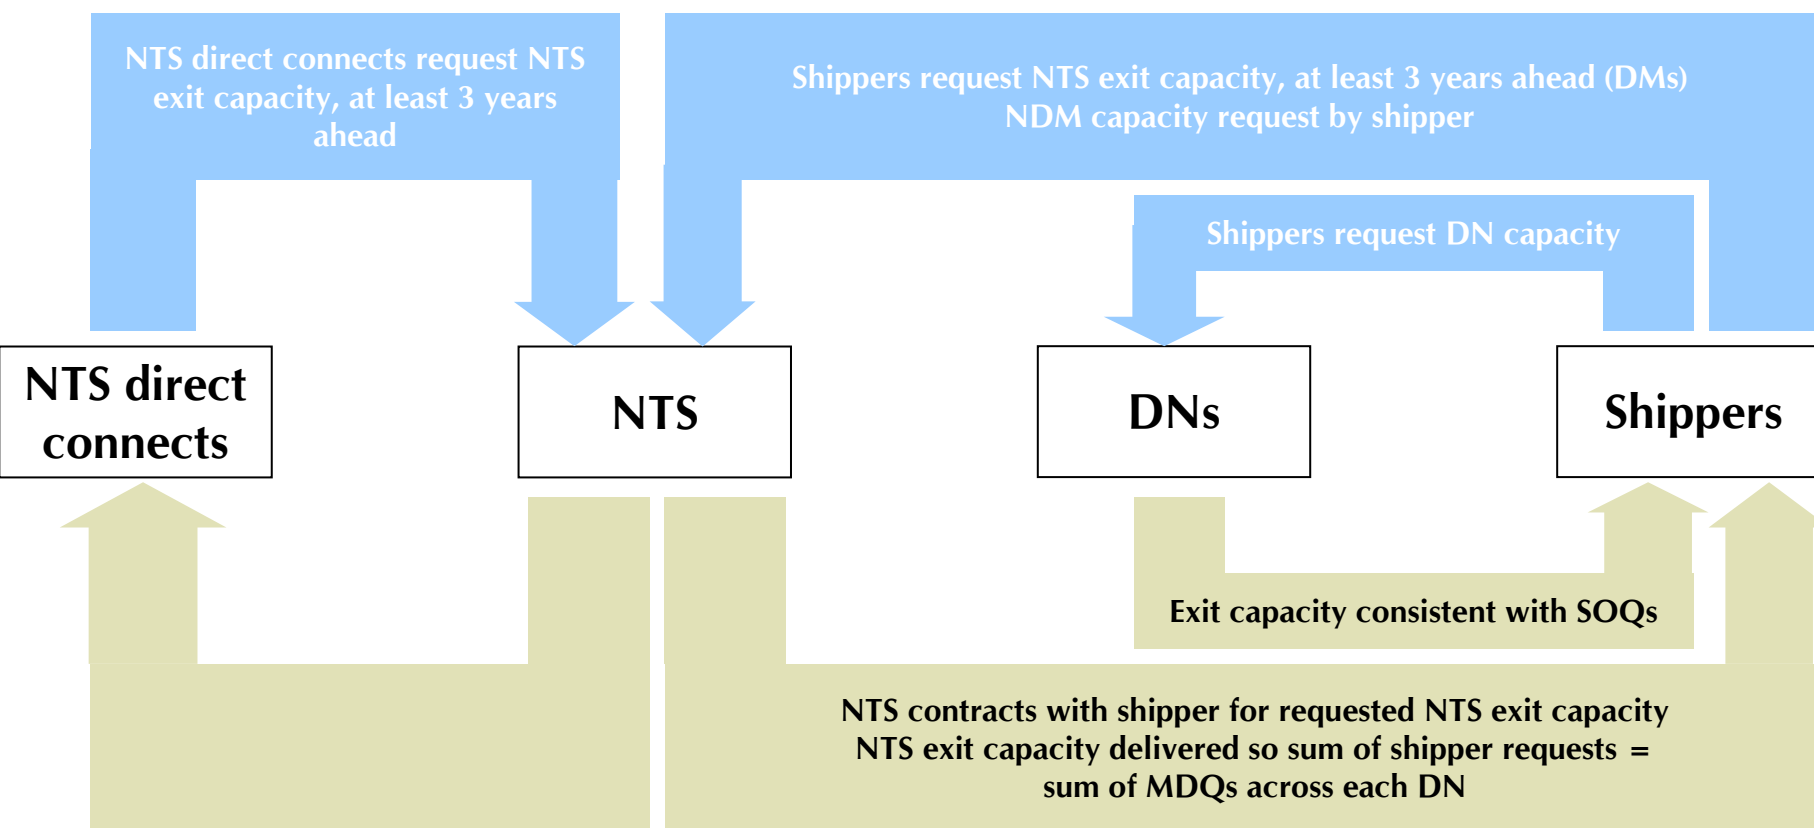 NTS direct connects request NTS
exit capacity, at least 3 years
ahead
Shippers request NTS exit capacity, at least 3 years ahead (DMs)
NDM capacity request by shipper
Shippers request DN capacity
NTS direct
connects
NTS
DNs
Shippers
Exit capacity consistent with SOQs
NTS contracts with shipper for requested NTS exit capacity
NTS exit capacity delivered so sum of shipper requests =
sum of MDQs across each DN